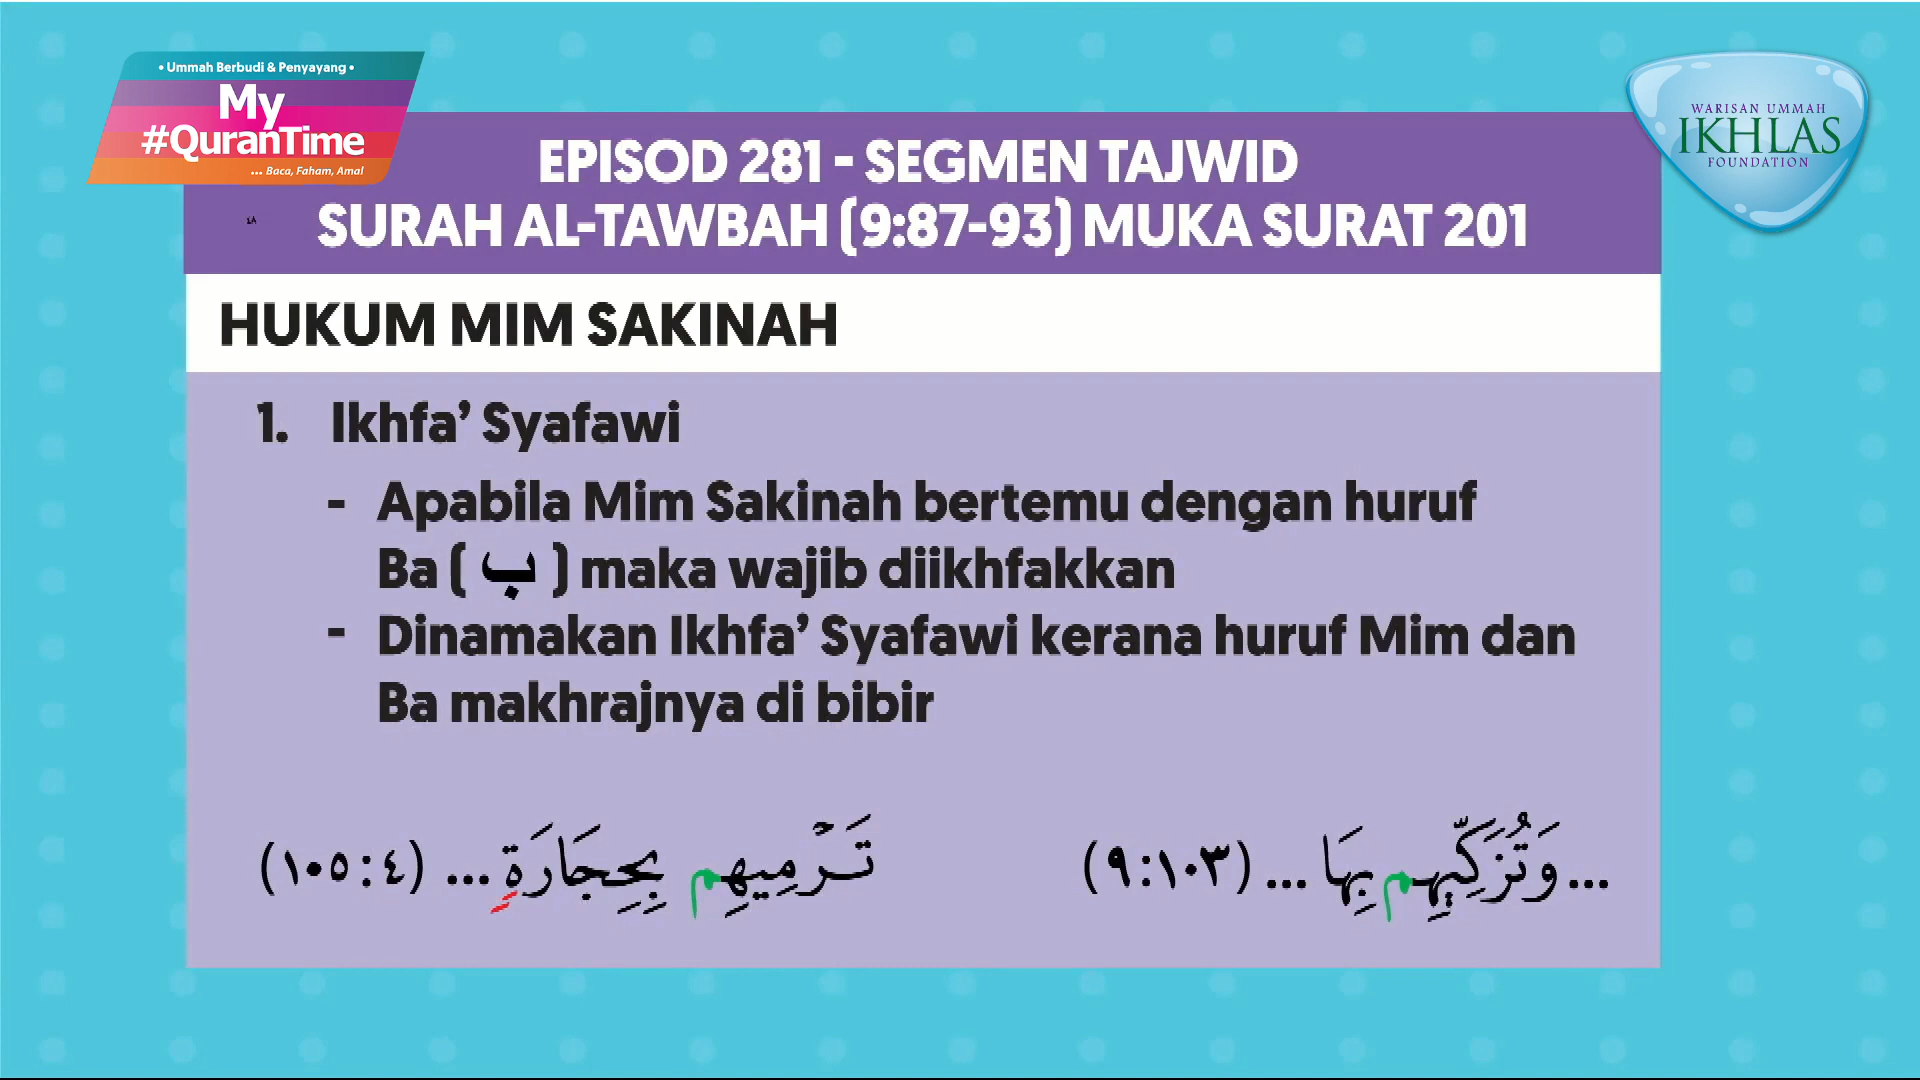 • Ummah Berbudi & Penyayang •
My
#QuranTime
... Baca, Faham, Amal
WARISAN UMMAH
IKHLAS
FOUNDATION
EPISOD 281 - SEGMEN TAJWID
SURAH AL-TAWBAH (9:87-93) MUKA SURAT 201
HUKUM MIM SAKINAH
1. Ikhfa’ Syafawi
- Apabila Mim Sakinah bertemu dengan huruf
Ba ( ب ) maka wajib diikhfakkan
- Dinamakan Ikhfa’ Syafawi kerana huruf Mim dan
Ba makhrajnya di bibir
... وَتُزَكِّيهِم بِهَا ... (٩:١٠٣)
تَرْمِيهِم بِحِجَارَةٍ ... (١٠٥:٤)